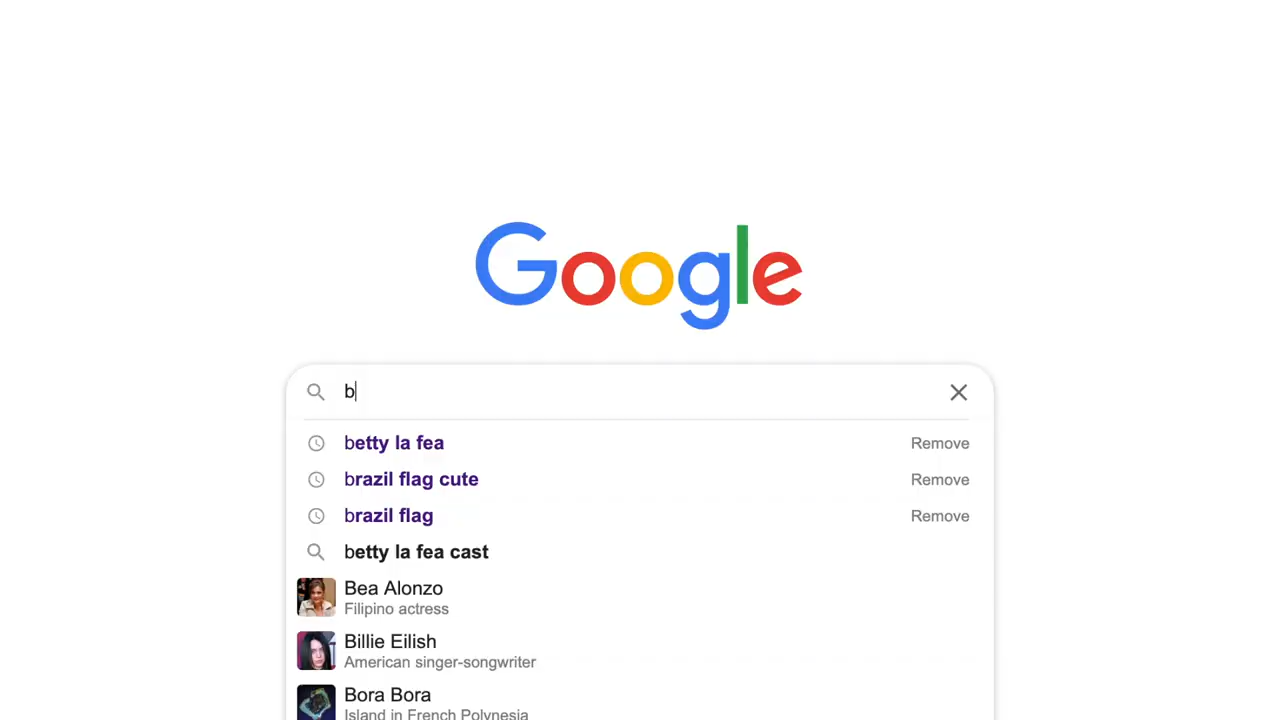 Google
b
betty la fea Remove
brazil flag cute Remove
brazil flag Remove
betty la fea cast
Bea Alonzo
Filipino actress
Billie Eilish
American singer-songwriter
Bora Bora
Island in French Polynesia